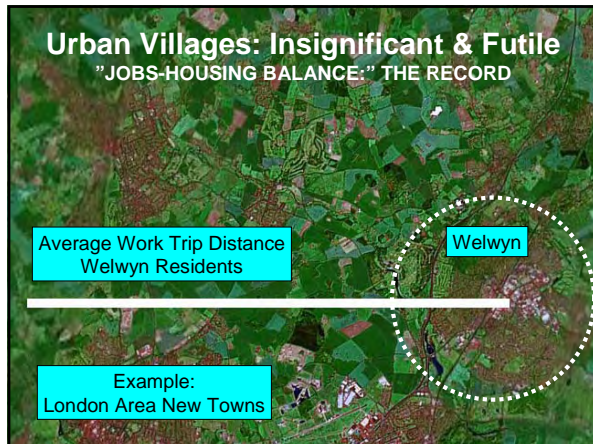 Urban Villages: Insignificant & Futile
”JOBS-HOUSING BALANCE:” THE RECORD
Average Work Trip Distance
Welwyn Residents
Welwyn
Example:
London Area New Towns